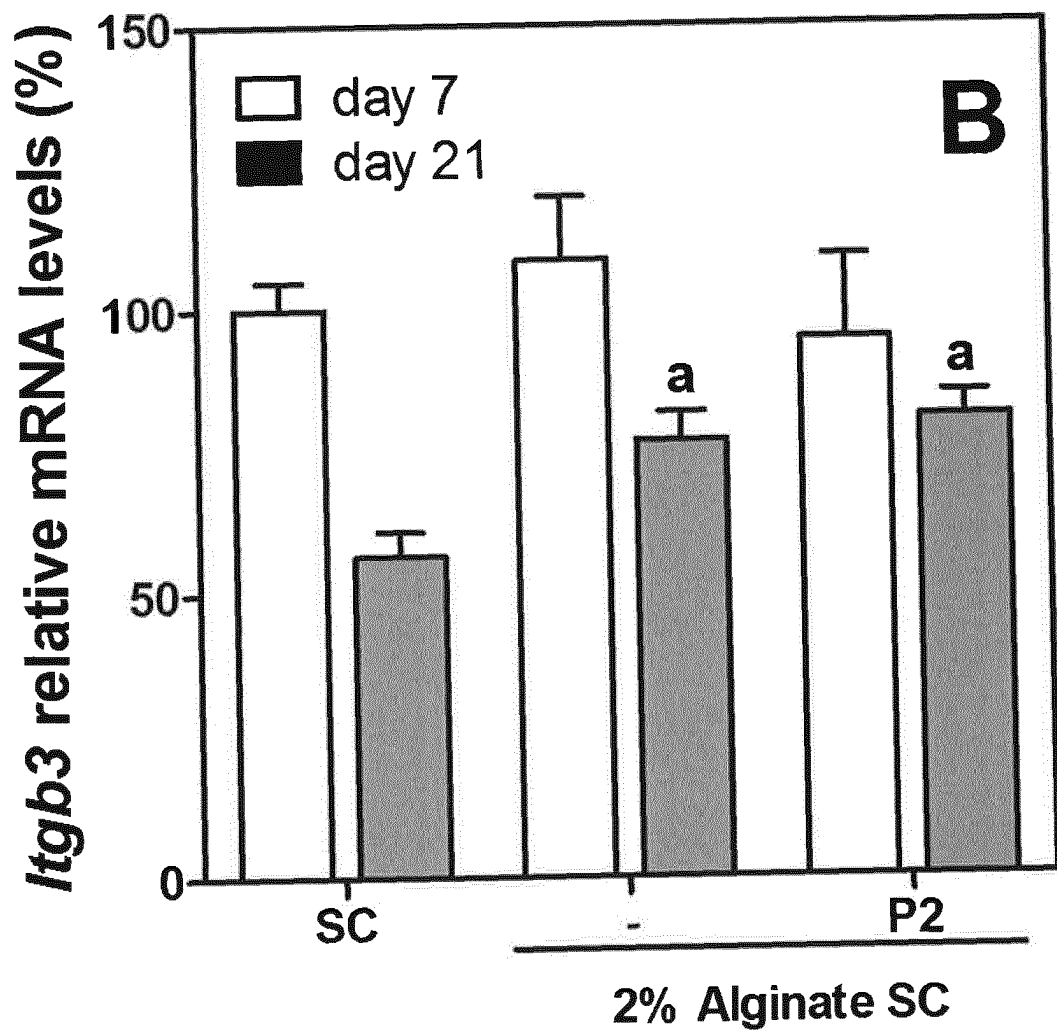 Itgb3 relative mRNA levels (%)
150
100
50
0
day 7
day 21
B
a
a
SC
-
P2
2% Alginate SC